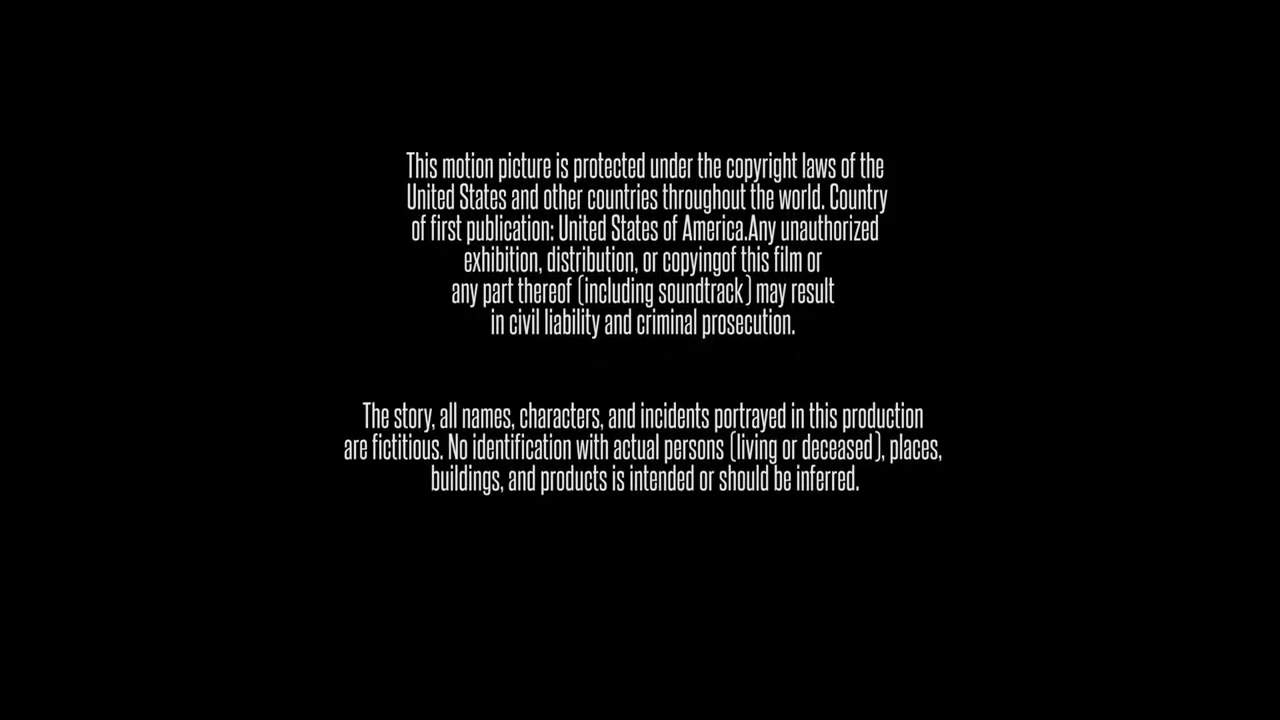 This motion picture is protected under the copyright laws of the
United States and other countries throughout the world. Country
of first publication: United States of America.Any unauthorized
exhibition, distribution, or copyingof this film or
any part thereof (including soundtrack) may result
in civil liability and criminal prosecution.
The story, all names, characters, and incidents portrayed in this production
are fictitious. No identification with actual persons (living or deceased), places,
buildings, and products is intended or should be inferred.